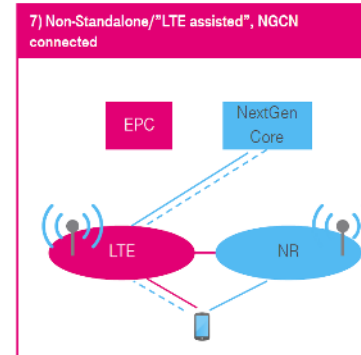 7) Non-Standalone/"LTE assisted", NGCN
connected
EPC
NextGen
Core
LTE
NR